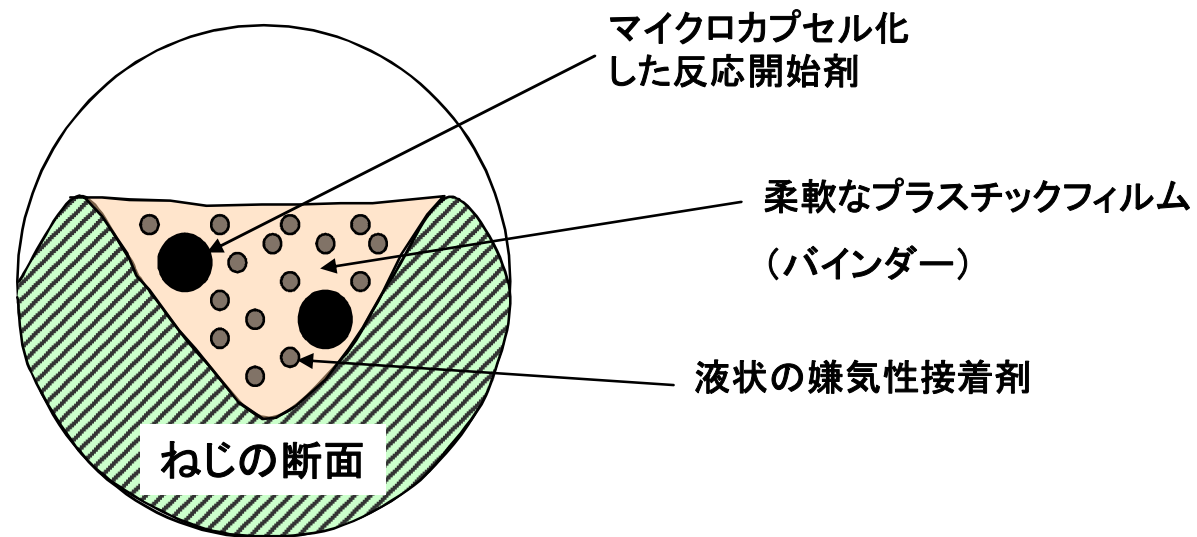 マイクロカプセル化
した反応開始剤
柔軟なプラスチックフィルム
（バインダー）
液状の嫌気性接着剤
ねじの断面